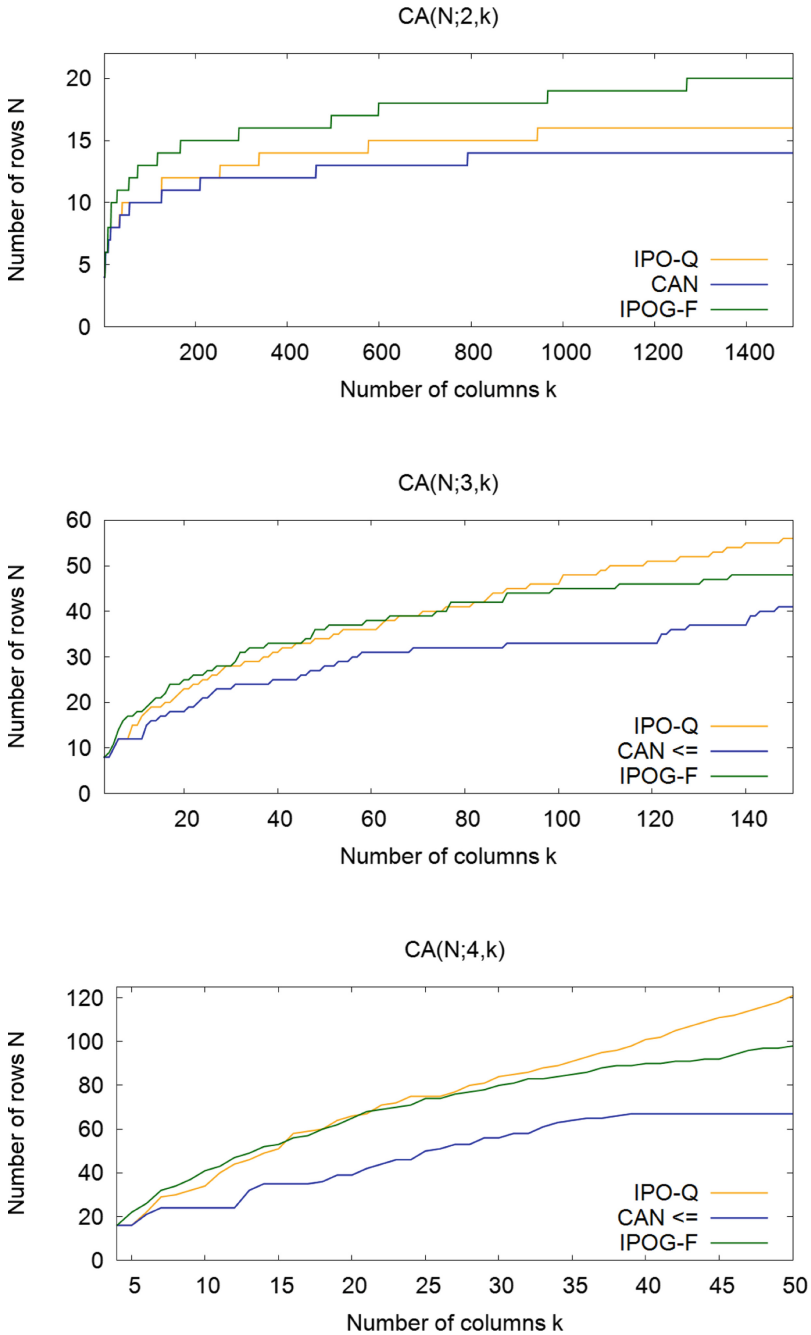 CA(N;2,k)
Number of rows N
20
15
10
5
0
IPO-Q
CAN
IPOG-F
200 400 600 800 1000 1200 1400
Number of columns k
CA(N;3,k)
Number of rows N
60
50
40
30
20
10
0
IPO-Q
CAN <=
IPOG-F
20 40 60 80 100 120 140
Number of columns k
CA(N;4,k)
Number of rows N
120
100
80
60
40
20
0
IPO-Q
CAN <=
IPOG-F
5 10 15 20 25 30 35 40 45 50
Number of columns k